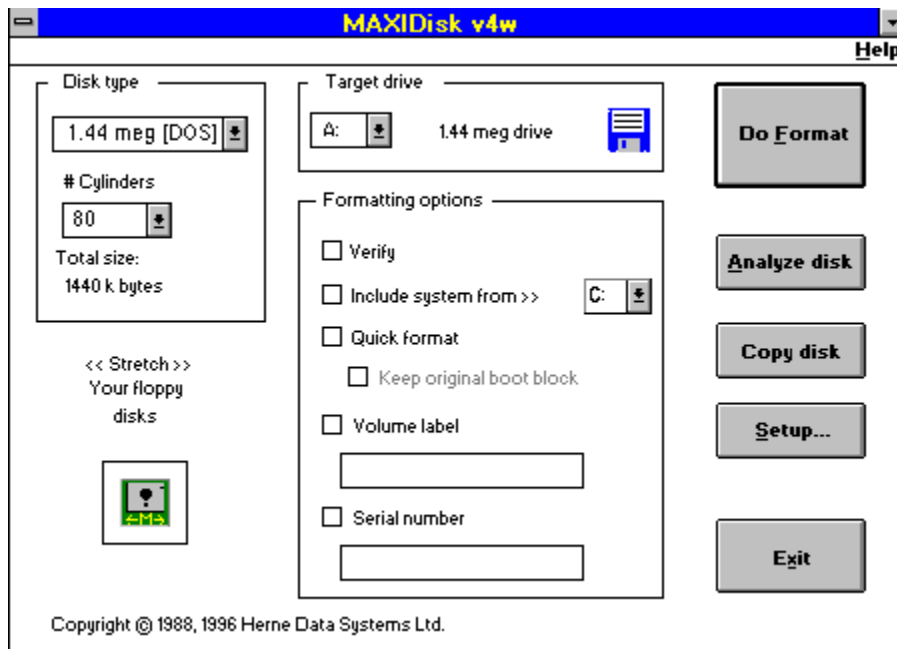 MAXIDisk v4w
Help
Disk type
1.44 meg [DOS]
# Cylinders
80
Total size:
1440 k bytes
<< Stretch >>
Your floppy
disks
←M→
Target drive
A:
1.44 meg drive
Formatting options
Verify
Include system from >>
C:
Quick format
Keep original boot block
Volume label
Serial number
Do Format
Analyze disk
Copy disk
Setup...
Exit
Copyright © 1988, 1996 Herne Data Systems Ltd.